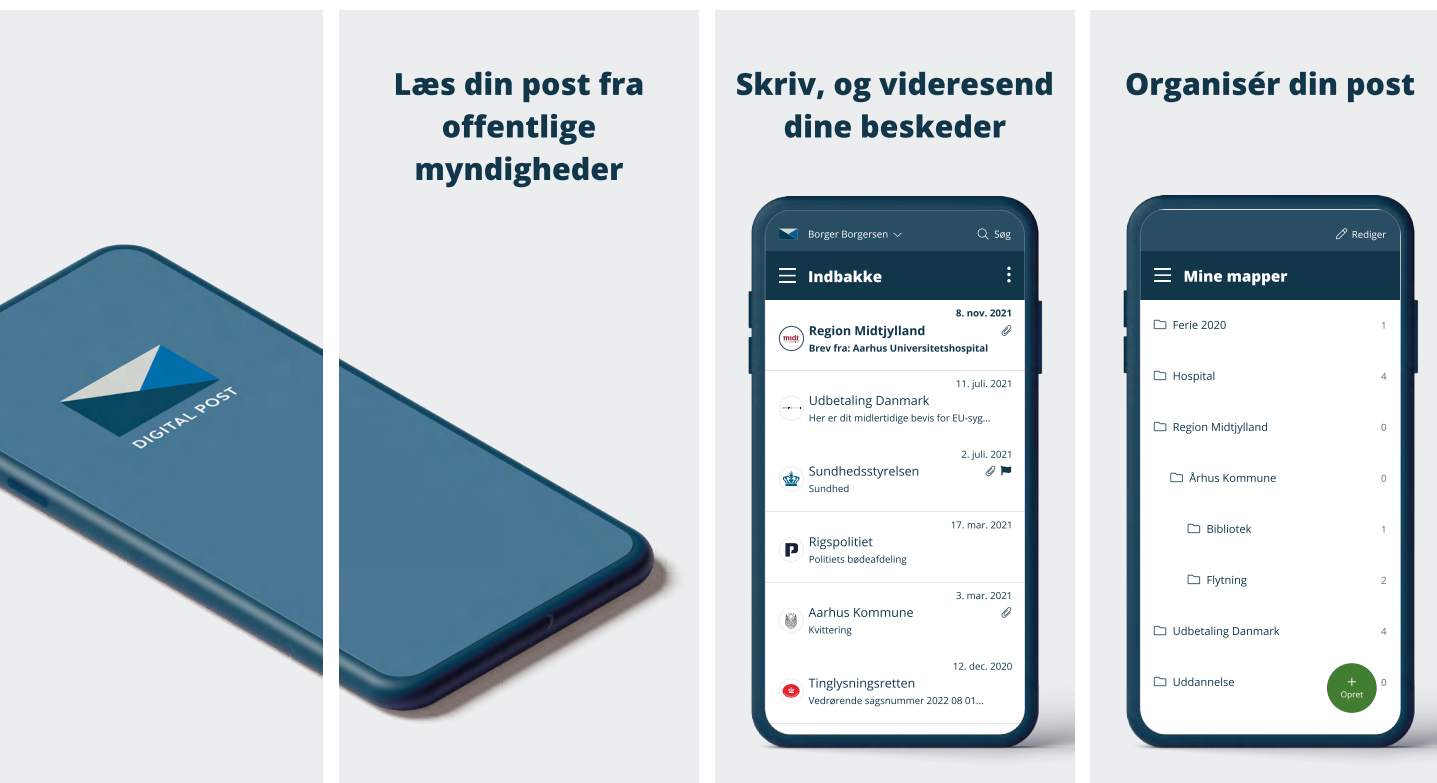 DIGITAL POST
Læs din post fra
offentlige
myndigheder
Skriv, og videresend
dine beskeder
Borger Borgersen
Søg
Indbakke
8. nov. 2021
Region Midtjylland
midt
Brev fra: Aarhus Universitetshospital
11. juli. 2021
Udbetaling Danmark
Her er dit midlertidige bevis for EU-syg...
2. juli. 2021
Sundhedsstyrelsen
Sundhed
17. mar. 2021
Rigspolitiet
P
Politiets bødeafdeling
3. mar. 2021
Aarhus Kommune
Kvittering
12. dec. 2020
Tinglysningsretten
Vedrørende sagsnummer 2022 08 01...
Organisér din post
Rediger
Mine mapper
Ferie 2020 1
Hospital 4
Region Midtjylland 0
Århus Kommune 0
Bibliotek 1
Flytning 2
Udbetaling Danmark 4
Uddannelse 0
+
Opret